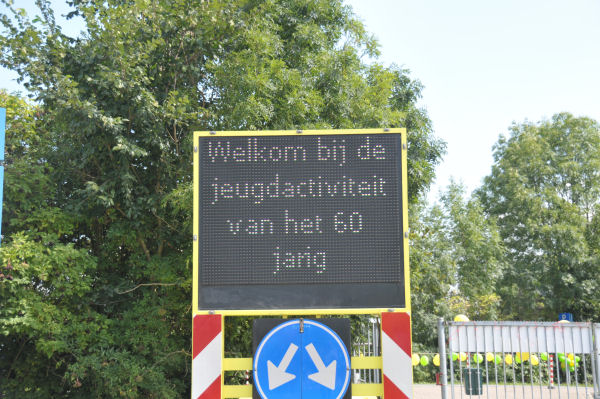 Welkom bij de
jeugdactiviteit
van het 60
jarig